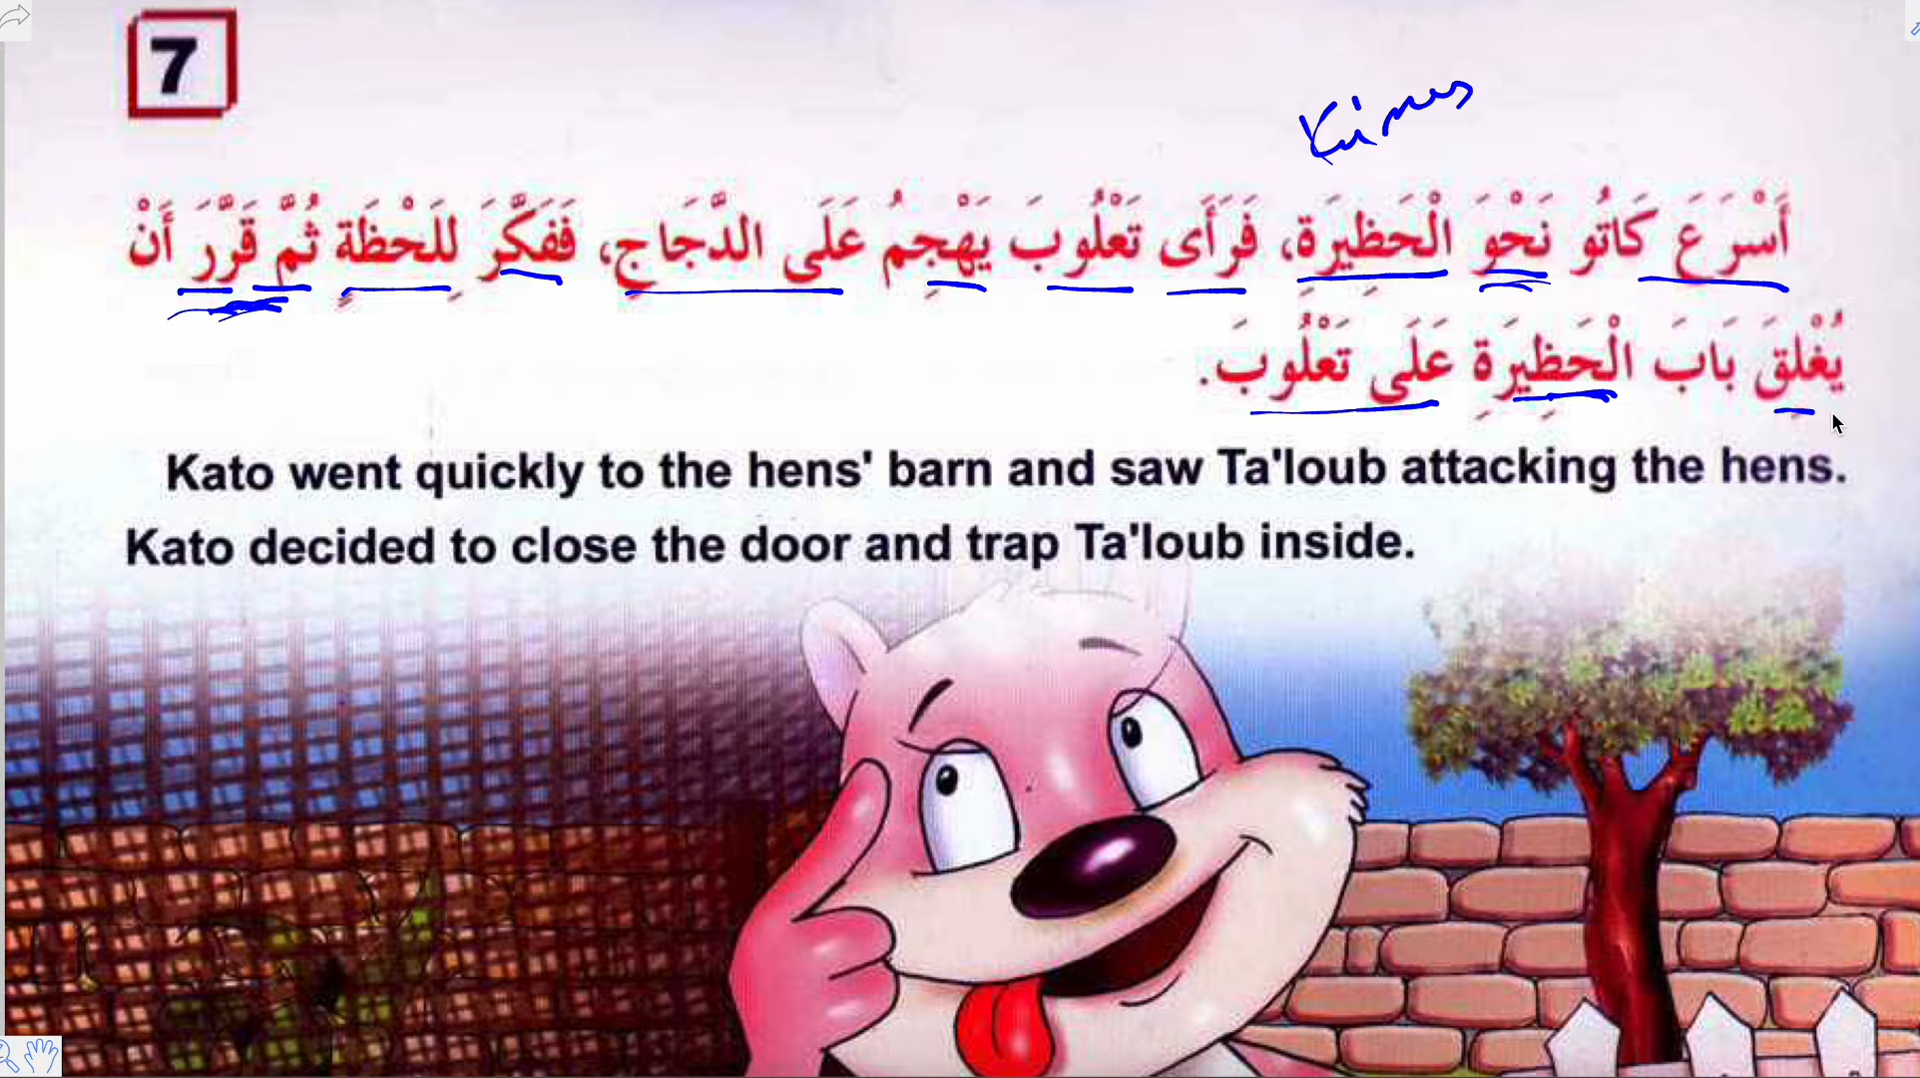 7
Kümes
أَسْرَعَ كَاتُو نَحْوَ الْحَظِيرَةِ، فَرَأَى تَعْلُوبَ يَهْجِمُ عَلَى الدَّجَاجِ، فَفَكَّرَ لِلَحْظَةٍ ثُمَّ قَرَّرَ أَنْ
يُغْلِقَ بَابَ الْحَظِيرَةِ عَلَى تَعْلُوبَ.
Kato went quickly to the hens' barn and saw Ta'loub attacking the hens.
Kato decided to close the door and trap Ta'loub inside.